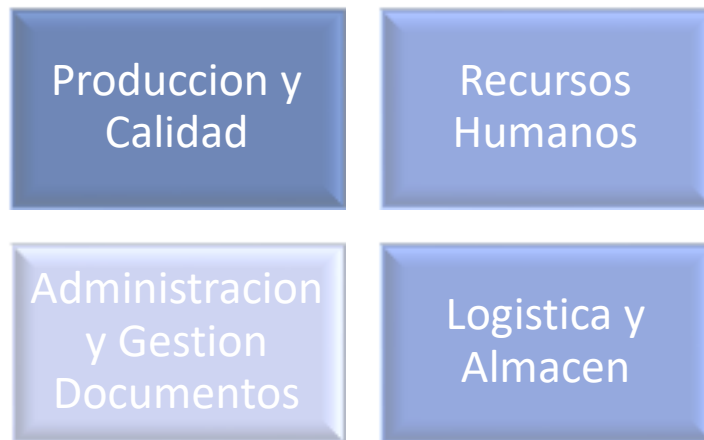 Produccion y
Calidad
Recursos
Humanos
Administracion
y Gestion
Documentos
Logistica y
Almacen